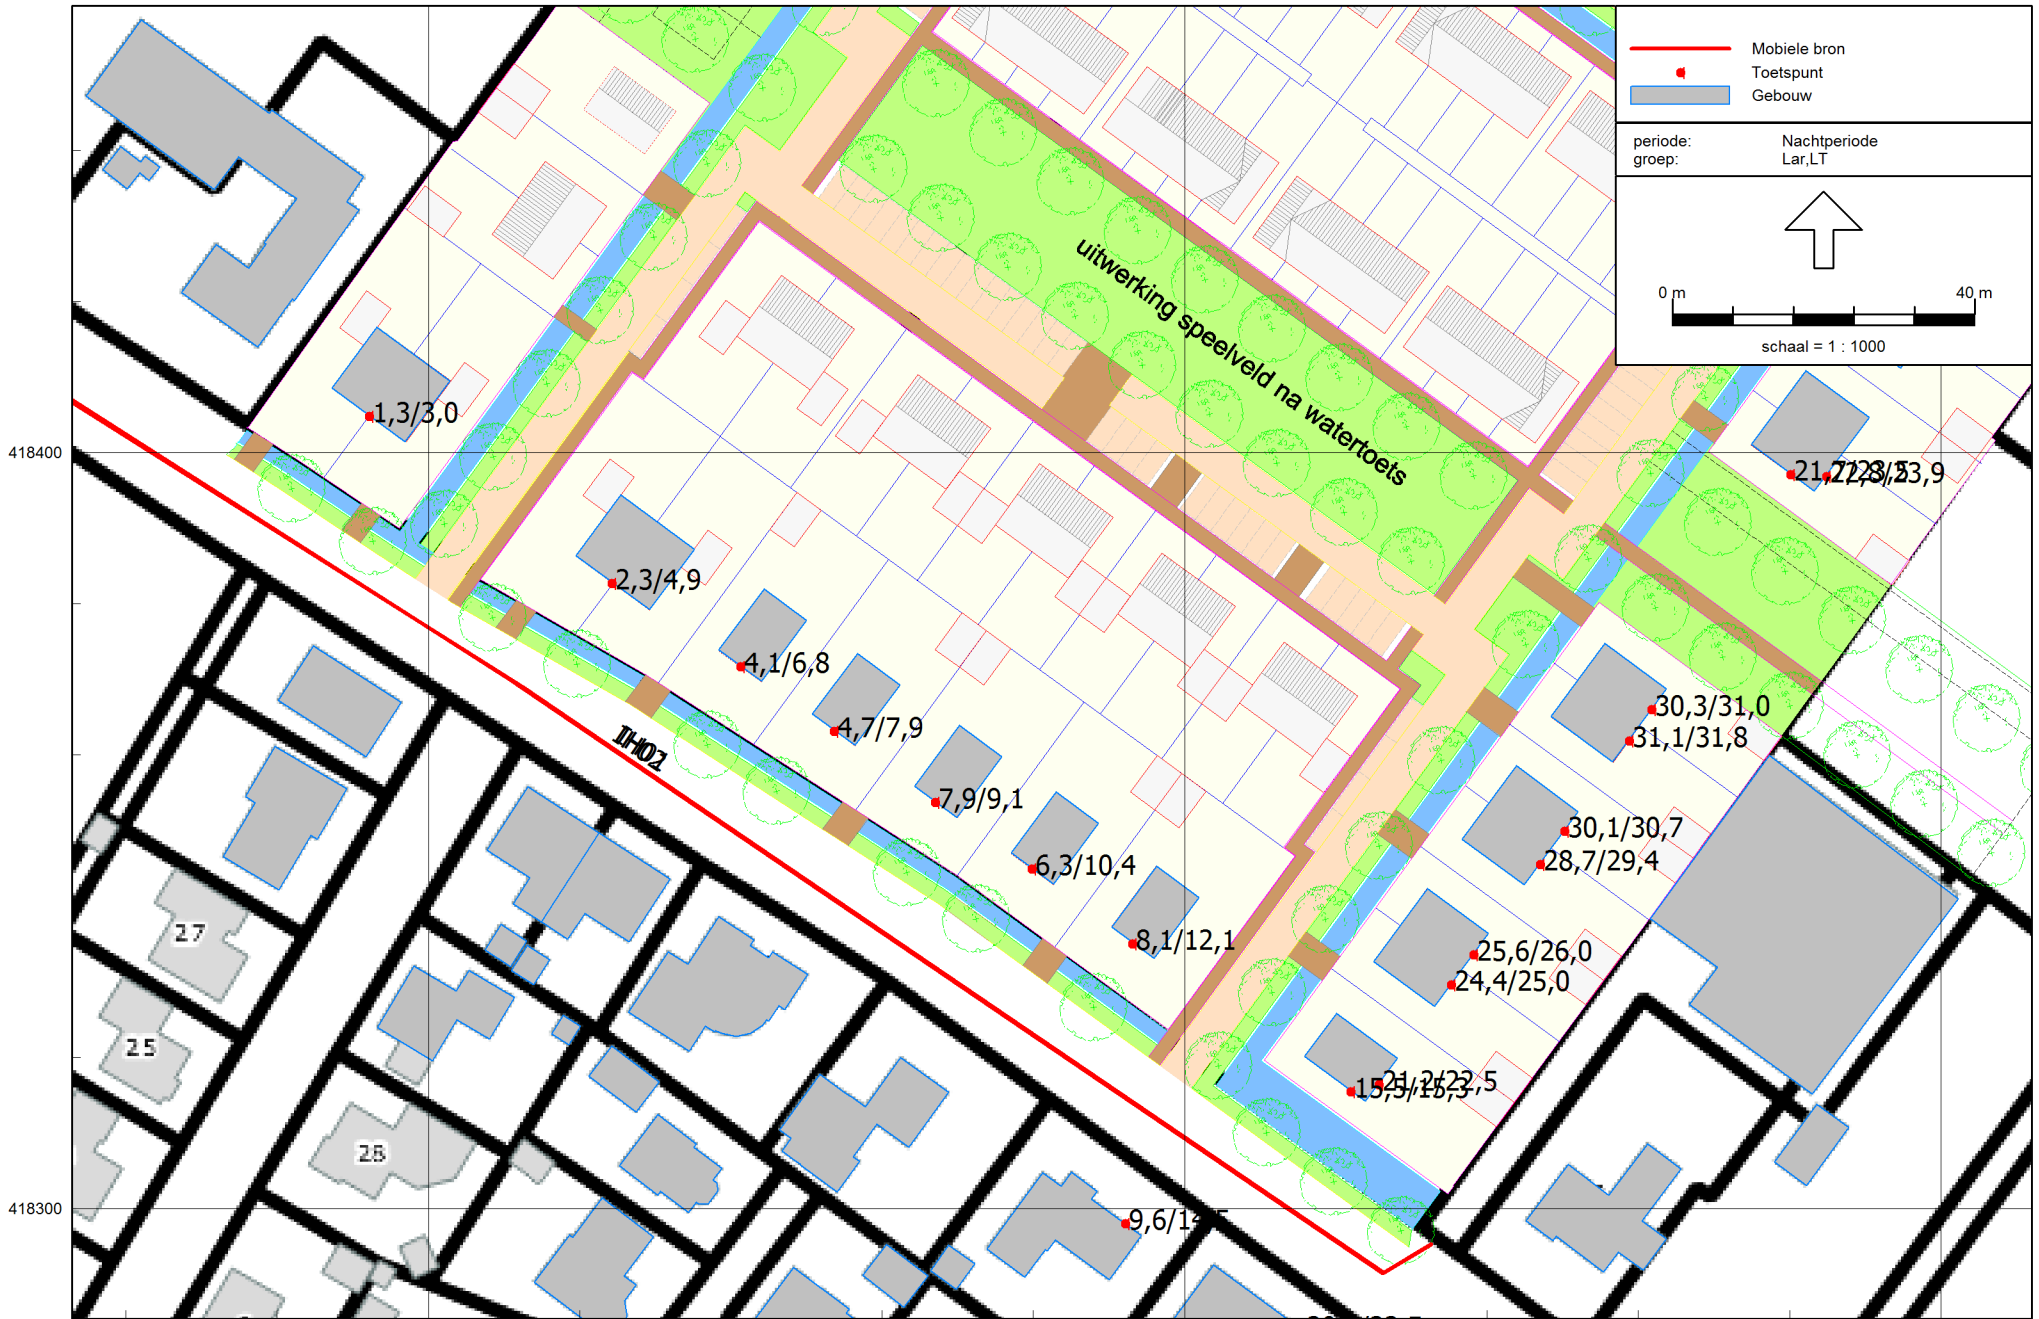 Mobiele bron
Toetspunt
Gebouw
periode: Nachtperiode
groep: Lar,LT
0 m 40 m
schaal = 1 : 1000
uitwerking speelveld na watertoets
418400
1,3/3,0
22,8/23,9
2,3/4,9
4,1/6,8
4,7/7,9
7,9/9,1
6,3/10,4
8,1/12,1
30,3/31,0
31,1/31,8
30,1/30,7
28,7/29,4
25,6/26,0
24,4/25,0
21,2/22,5
27
25
28
418300